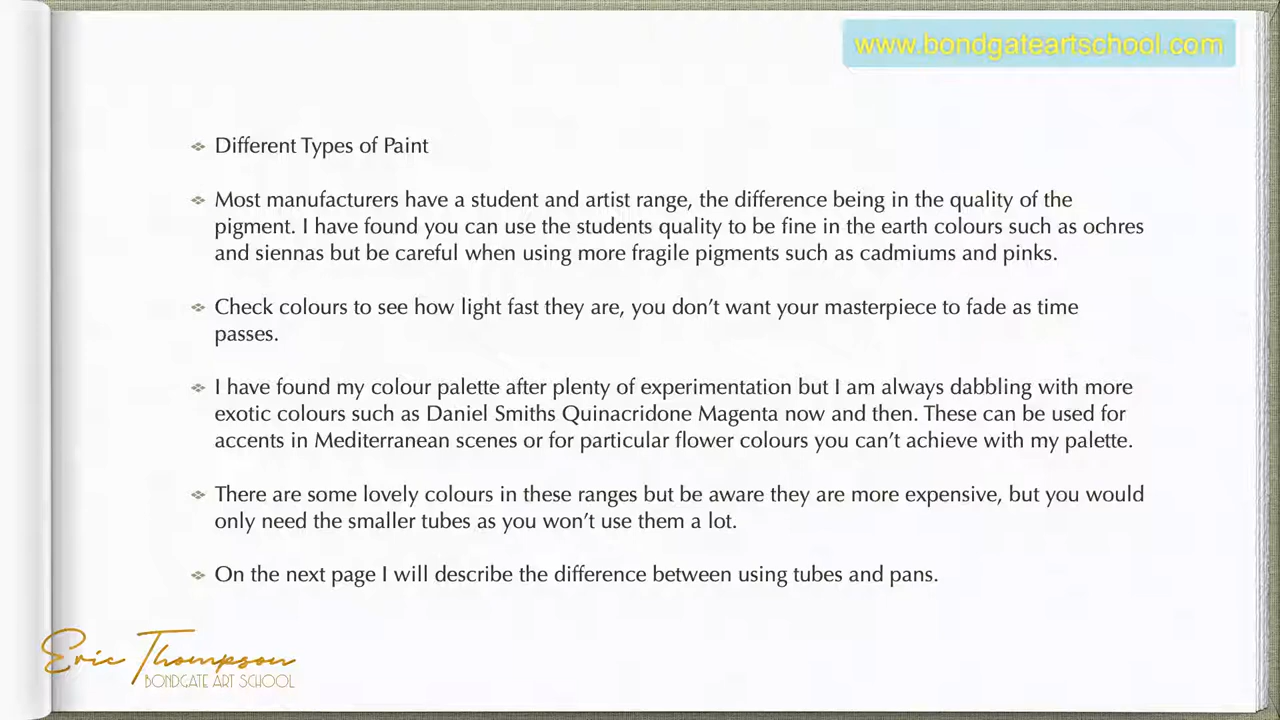 www.bondgateartschool.com
Different Types of Paint
Most manufacturers have a student and artist range, the difference being in the quality of the
pigment. I have found you can use the students quality to be fine in the earth colours such as ochres
and siennas but be careful when using more fragile pigments such as cadmiums and pinks.
Check colours to see how light fast they are, you don’t want your masterpiece to fade as time
passes.
I have found my colour palette after plenty of experimentation but I am always dabbling with more
exotic colours such as Daniel Smiths Quinacridone Magenta now and then. These can be used for
accents in Mediterranean scenes or for particular flower colours you can’t achieve with my palette.
There are some lovely colours in these ranges but be aware they are more expensive, but you would
only need the smaller tubes as you won’t use them a lot.
On the next page I will describe the difference between using tubes and pans.
Eric Thompson
BONDGATE ART SCHOOL